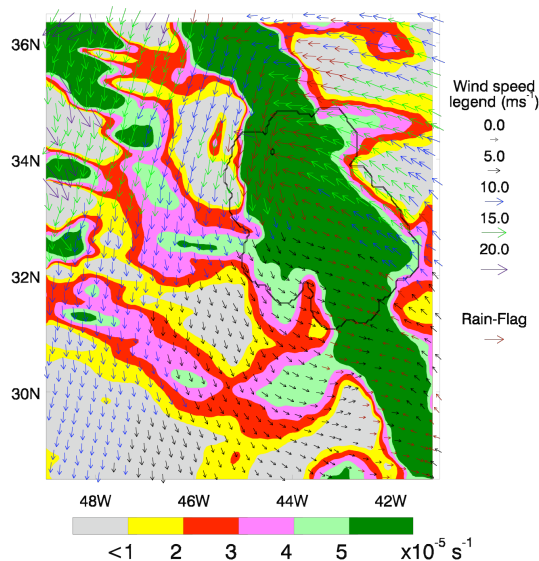 36N
34N
32N
30N
48W 46W 44W 42W
Wind speed
legend (ms⁻¹)
0.0
5.0
10.0
15.0
20.0
Rain-Flag
<1 2 3 4 5 x10⁻⁵ s⁻¹